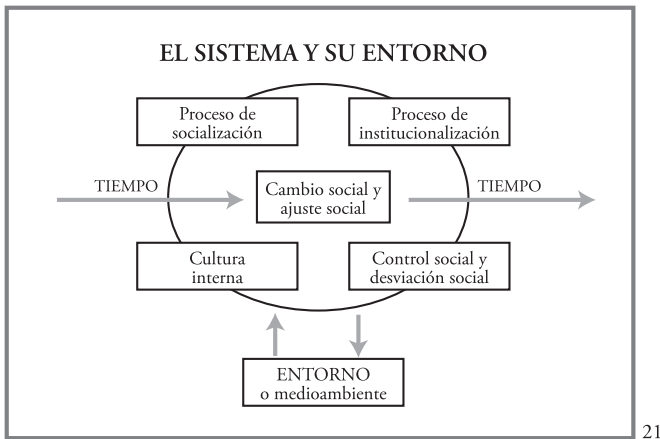 EL SISTEMA Y SU ENTORNO
Proceso de
socialización
Proceso de
institucionalización
TIEMPO
Cambio social y
ajuste social
TIEMPO
Cultura
interna
Control social y
desviación social
ENTORNO
o medioambiente
21